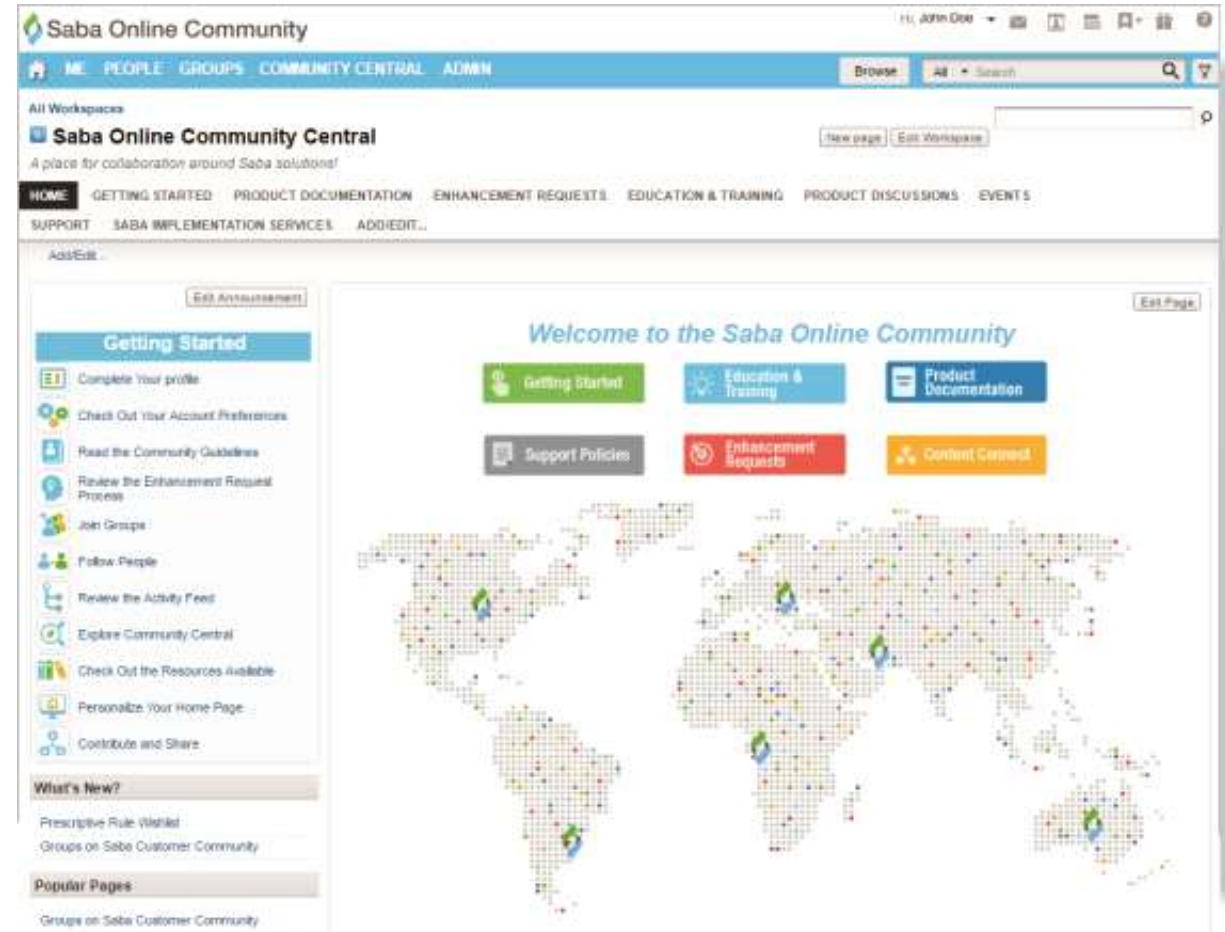 Saba Online Community
Hi, John Doe
ME PEOPLE GROUPS COMMUNITY CENTRAL ADMIN
Browse All Search
All Workspaces
Saba Online Community Central
New page Edit Workspace
A place for collaboration around Saba solutions!
HOME GETTING STARTED PRODUCT DOCUMENTATION ENHANCEMENT REQUESTS EDUCATION & TRAINING PRODUCT DISCUSSIONS EVENTS
SUPPORT SABA IMPLEMENTATION SERVICES ADD/EDIT...
Add/Edit...
Edit Announcement
Getting Started
Complete Your profile
Check Out Your Account Preferences
Read the Community Guidelines
Review the Enhancement Request
Process
Join Groups
Follow People
Review the Activity Feed
Explore Community Central
Check Out the Resources Available
Personalize Your Home Page
Contribute and Share
What's New?
Prescriptive Rule Wishlist
Groups on Saba Customer Community
Popular Pages
Groups on Saba Customer Community
Edit Page
Welcome to the Saba Online Community
Getting Started
Education &
Training
Product
Documentation
Support Policies
Enhancement
Requests
Content Connect